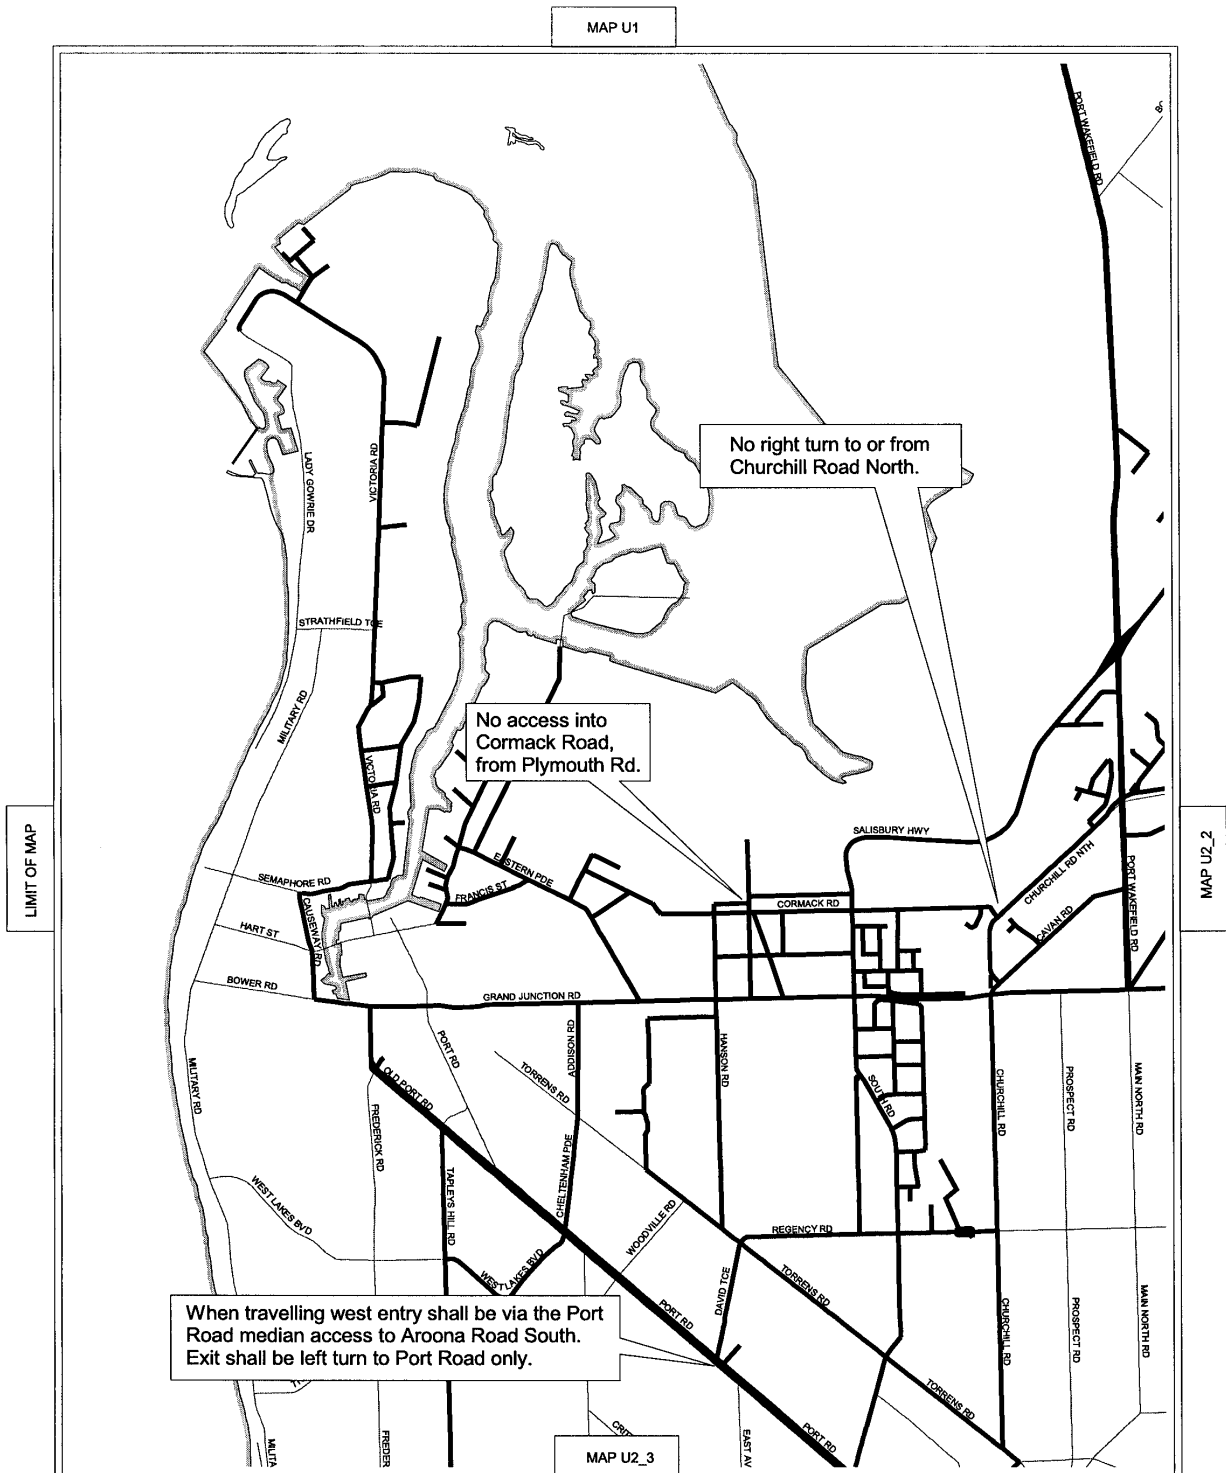 MAP U1
PORT WAKEFIELD RD
No right turn to or from
Churchill Road North.
LADY GOWRIE DR
VICTORIA RD
STRATHFIELD TCE
MILITARY RD
No access into
Cormack Road,
from Plymouth Rd.
VICTORIA RD
LIMIT OF MAP
MAP U2_2
SALISBURY HWY
SEMAPHORE RD
EASTERN PDE
FRANCIS ST
CHURCHILL RD NTH
PORT WAKEFIELD RD
CAUSEWAY RD
CORMACK RD
CAVAN RD
HART ST
BOWER RD
GRAND JUNCTION RD
PORT RD
ADDISON RD
HANSON RD
TORRENS RD
OLD PORT RD
SOUTH RD
MILITARY RD
CHURCHILL RD
PROSPECT RD
MAIN NORTH RD
FREDERICK RD
TAPLEYS HILL RD
CHELTENHAM PDE
WEST LAKES BVD
WOODVILLE RD
REGENCY RD
WEST LAKES BVD
DAVID TCE
TORRENS RD
PORT RD
CHURCHILL RD
PROSPECT RD
MAIN NORTH RD
When travelling west entry shall be via the Port
Road median access to Aroona Road South.
Exit shall be left turn to Port Road only.
TORRENS RD
PORT RD
MILITA
FREDER
EAST AV
MAP U2_3